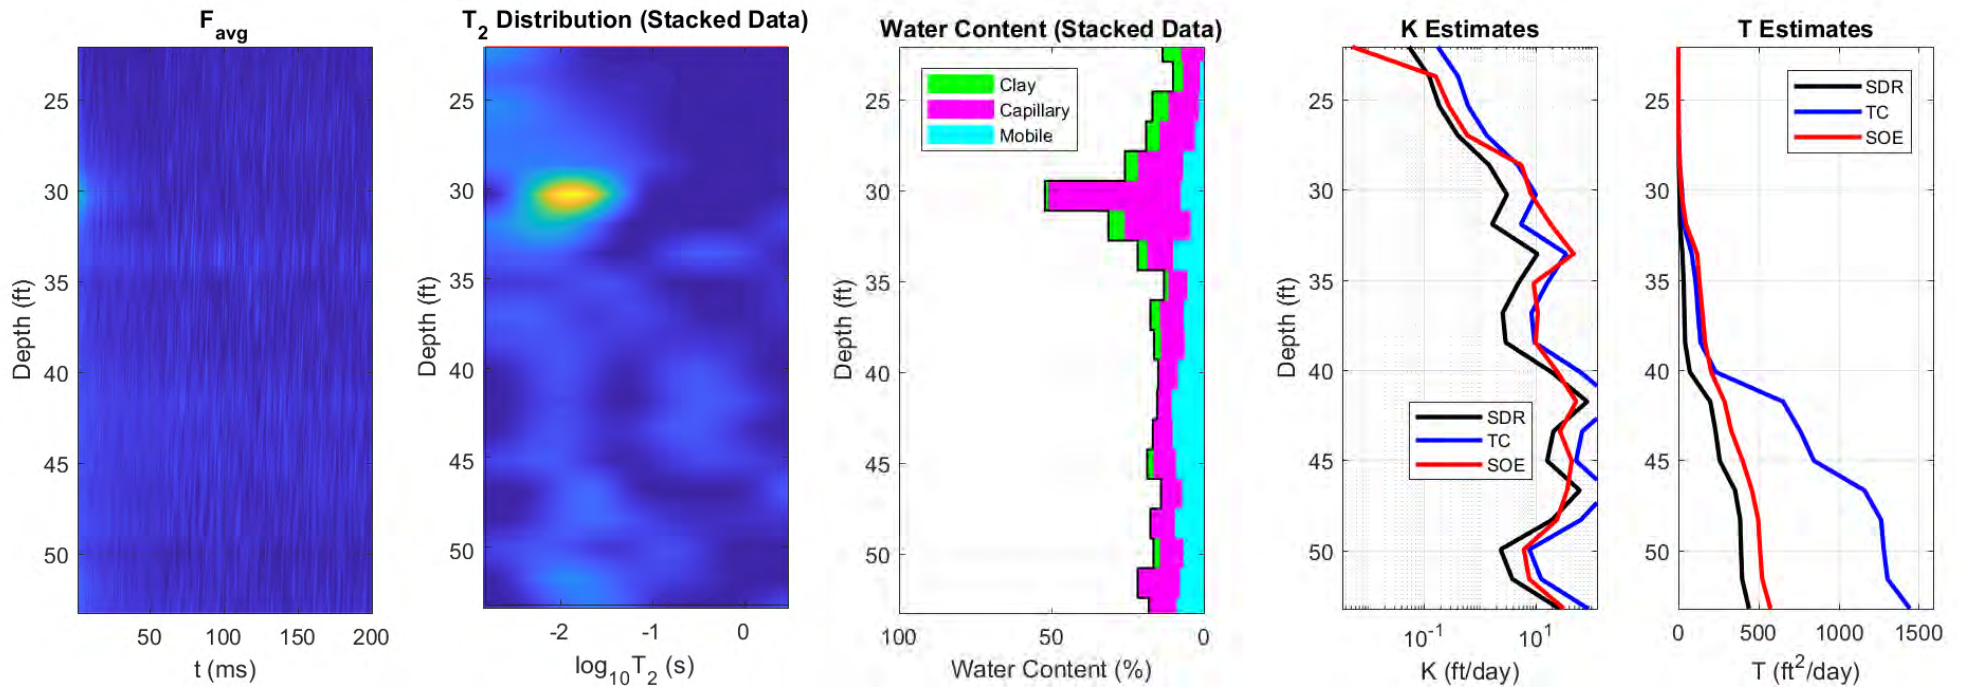 F_avg
25
30
35
40
45
50
Depth (ft)
50 100 150 200
t (ms)
T_2 Distribution (Stacked Data)
25
30
35
40
45
50
Depth (ft)
-2 -1 0
log_10T_2 (s)
Water Content (Stacked Data)
Clay
Capillary
Mobile
25
30
35
40
45
50
Depth (ft)
100 50 0
Water Content (%)
K Estimates
25
30
35
40
45
50
Depth (ft)
SDR
TC
SOE
10^-1 10^1
K (ft/day)
T Estimates
SDR
TC
SOE
25
30
35
40
45
50
0 500 1000 1500
T (ft^2/day)